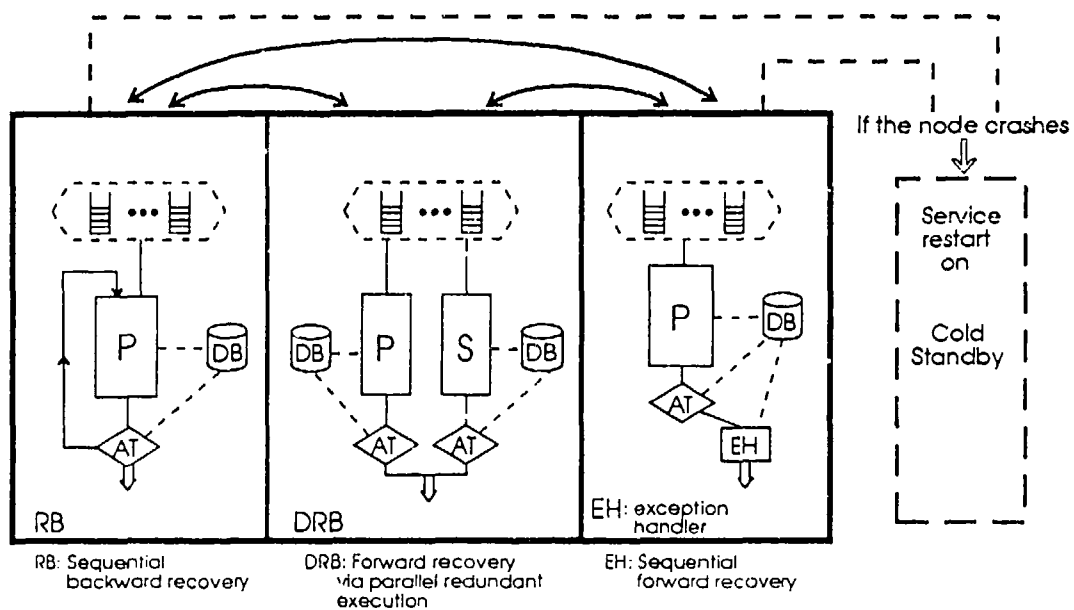 If the node crashes
Service
restart
on
Cold
Standby
P
DB
AT
RB
DB
P
S
DB
AT
AT
DRB
P
DB
AT
EH
EH: exception
handler
RB: Sequential
backward recovery
DRB: Forward recovery
via parallel redundant
execution
EH: Sequential
forward recovery